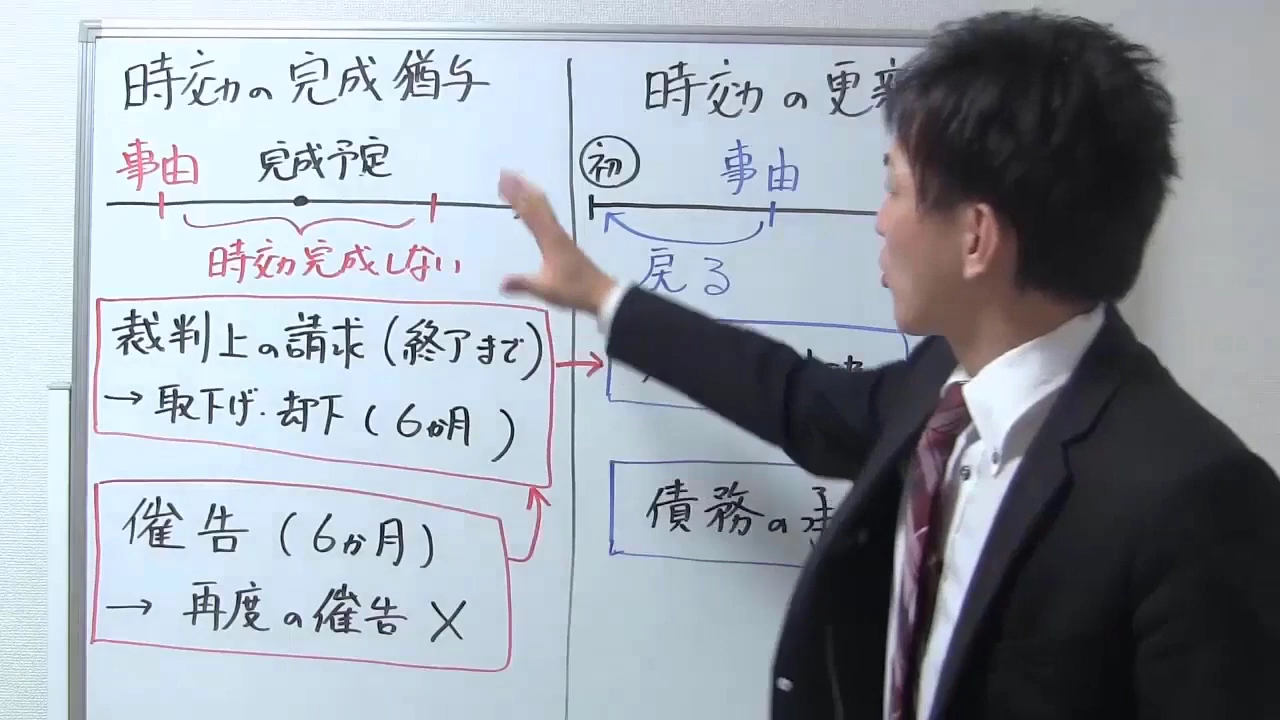 時効の完成猶予
事由 完成予定
時効完成しない
裁判上の請求(終了まで)
→ 取下げ・却下(6か月)
催告(6か月)
→ 再度の催告 ×
時効の更
初 事由
戻る
債務の